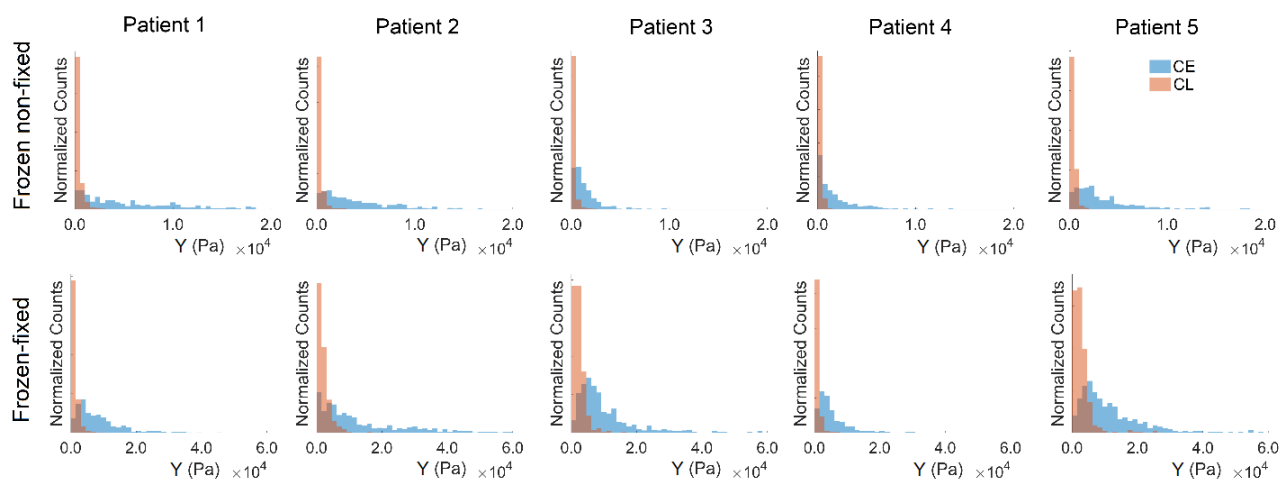 Patient 1 Patient 2 Patient 3 Patient 4 Patient 5
Frozen non-fixed
Normalized Counts Normalized Counts Normalized Counts Normalized Counts Normalized Counts
CE
CL
0.0 1.0 2.0 0.0 1.0 2.0 0.0 1.0 2.0 0.0 1.0 2.0 0.0 1.0 2.0
Y (Pa) ×10⁴ Y (Pa) ×10⁴ Y (Pa) ×10⁴ Y (Pa) ×10⁴ Y (Pa) ×10⁴
Frozen-fixed
Normalized Counts Normalized Counts Normalized Counts Normalized Counts Normalized Counts
0.0 2.0 4.0 6.0 0.0 2.0 4.0 6.0 0.0 2.0 4.0 6.0 0.0 2.0 4.0 6.0 0.0 2.0 4.0 6.0
Y (Pa) ×10⁴ Y (Pa) ×10⁴ Y (Pa) ×10⁴ Y (Pa) ×10⁴ Y (Pa) ×10⁴